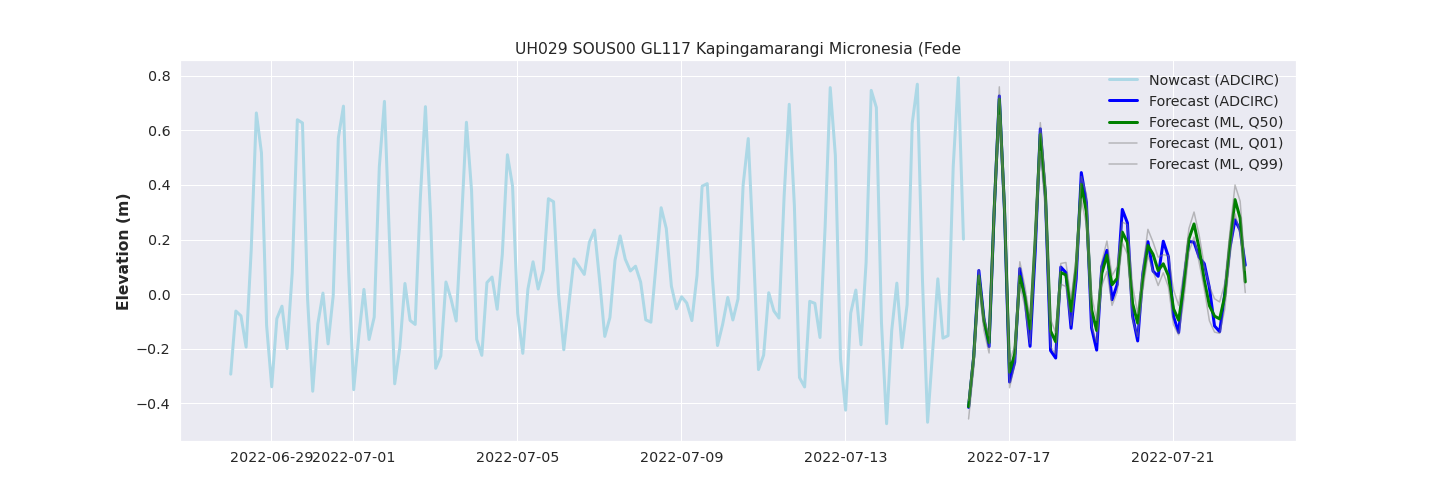 UH029 SOUS00 GL117 Kapingamarangi Micronesia (Fede
0.8
0.6
0.4
0.2
0.0
−0.2
−0.4
Elevation (m)
Nowcast (ADCIRC)
Forecast (ADCIRC)
Forecast (ML, Q50)
Forecast (ML, Q01)
Forecast (ML, Q99)
2022-06-29 2022-07-01 2022-07-05 2022-07-09 2022-07-13 2022-07-17 2022-07-21